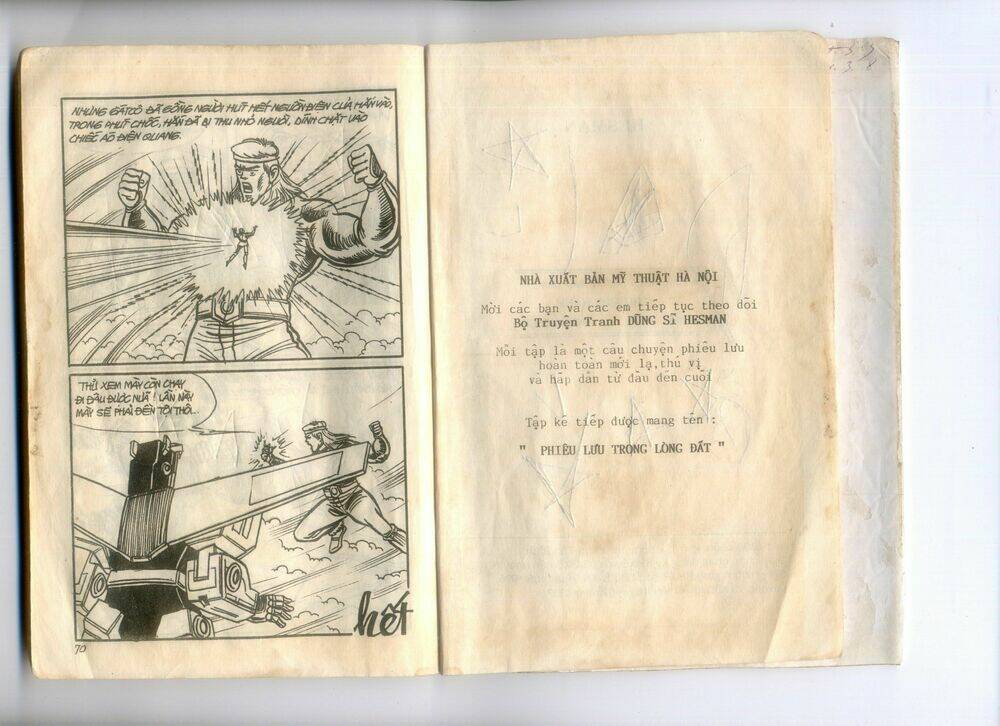 NHƯNG GATCÔ ĐÃ GỒNG NGƯỜI HÚT HẾT NGUỒN ĐIỆN CỦA HẮN VÀO,
TRONG PHÚT CHỐC, HẮN ĐÃ BỊ THU NHỎ NGƯỜI, DÍNH CHẶT VÀO
CHIẾC ÁO ĐIỆN QUANG.
THỬ XEM MÀY CÒN CHẠY
ĐI ĐÂU ĐƯỢC NỮA ! LẦN NÀY
MÀY SẼ PHẢI ĐỀN TỘI THÔI...
hết
70
NHÀ XUẤT BẢN MỸ THUẬT HÀ NỘI
Mời các bạn và các em tiếp tục theo dõi
Bộ Truyện Tranh DŨNG SĨ HESMAN
Mỗi tập là một câu chuyện phiêu lưu
hoàn toàn mới lạ,thú vị
và hấp dẫn từ đầu đến cuối
Tập kế tiếp được mang tên :
" PHIÊU LƯU TRONG LÒNG ĐẤT "